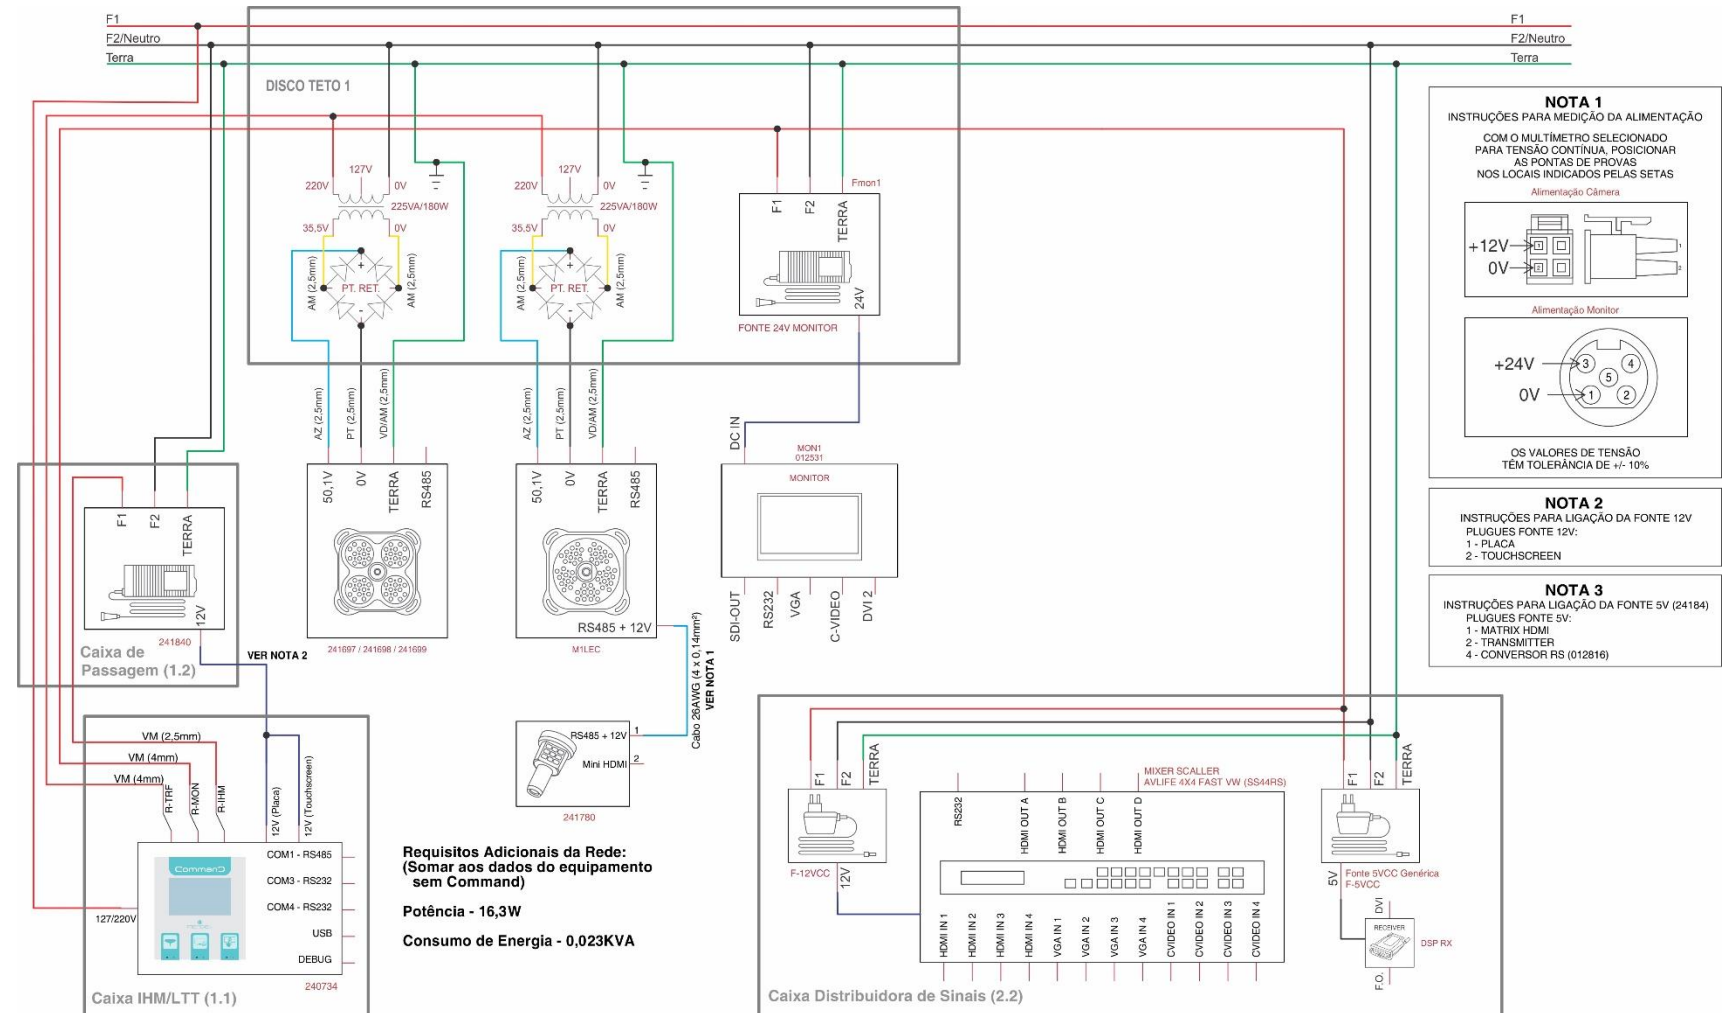 F1
F2/Neutro
Terra
F1
F2/Neutro
Terra
DISCO TETO 1
127V
220V
0V
225VA/180W
35,5V
0V
AM (2,5mm)
PT. RET.
AM (2,5mm)
+
-
127V
220V
0V
225VA/180W
35,5V
0V
AM (2,5mm)
PT. RET.
AM (2,5mm)
+
-
Fmon1
F1
F2
TERRA
24V
FONTE 24V MONITOR
NOTA 1
INSTRUÇÕES PARA MEDIÇÃO DA ALIMENTAÇÃO
COM O MULTÍMETRO SELECIONADO
PARA TENSÃO CONTÍNUA, POSICIONAR
AS PONTAS DE PROVAS
NOS LOCAIS INDICADOS PELAS SETAS
Alimentação Câmera
+12V
0V
1
2
1
2
Alimentação Monitor
+24V
0V
3
4
5
1
2
OS VALORES DE TENSÃO
TÊM TOLERÂNCIA DE +/- 10%
NOTA 2
INSTRUÇÕES PARA LIGAÇÃO DA FONTE 12V
PLUGUES FONTE 12V:
1 - PLACA
2 - TOUCHSCREEN
NOTA 3
INSTRUÇÕES PARA LIGAÇÃO DA FONTE 5V (24184)
PLUGUES FONTE 5V:
1 - MATRIX HDMI
2 - TRANSMITTER
4 - CONVERSOR RS (012816)
AZ (2,5mm)
PT (2,5mm)
VD/AM (2,5mm)
50,1V
0V
TERRA
RS485
241697 / 241698 / 241699
AZ (2,5mm)
PT (2,5mm)
VD/AM (2,5mm)
50,1V
0V
TERRA
RS485
RS485 + 12V
M1LEC
Cabo 26AWG (4 x 0,14mm²)
VER NOTA 1
DC IN
MON1
012531
MONITOR
SDI-OUT
RS232
VGA
C-VIDEO
DVI 2
F1
F2
TERRA
12V
241840
Caixa de
Passagem (1.2)
VER NOTA 2
RS485 + 12V
1
Mini HDMI
2
241780
VM (2,5mm)
VM (4mm)
VM (4mm)
R-TRF
R-MON
R-IHM
12V (Placa)
12V (Touchscreen)
CommanD
COM1 - RS485
COM3 - RS232
COM4 - RS232
USB
DEBUG
127/220V
240734
Caixa IHM/LTT (1.1)
Requisitos Adicionais da Rede:
(Somar aos dados do equipamento
sem Command)
Potência - 16,3W
Consumo de Energia - 0,023KVA
F1
F2
TERRA
F-12VCC
12V
MIXER SCALLER
AVLIFE 4X4 FAST VW (SS44RS)
RS232
HDMI OUT A
HDMI OUT B
HDMI OUT C
HDMI OUT D
HDMI IN 1
HDMI IN 2
HDMI IN 3
HDMI IN 4
VGA IN 1
VGA IN 2
VGA IN 3
VGA IN 4
CVIDEO IN 1
CVIDEO IN 2
CVIDEO IN 3
CVIDEO IN 4
F1
F2
TERRA
5V
Fonte 5VCC Genérica
F-5VCC
DVI
RECEIVER
DSP RX
F.O.
Caixa Distribuidora de Sinais (2.2)